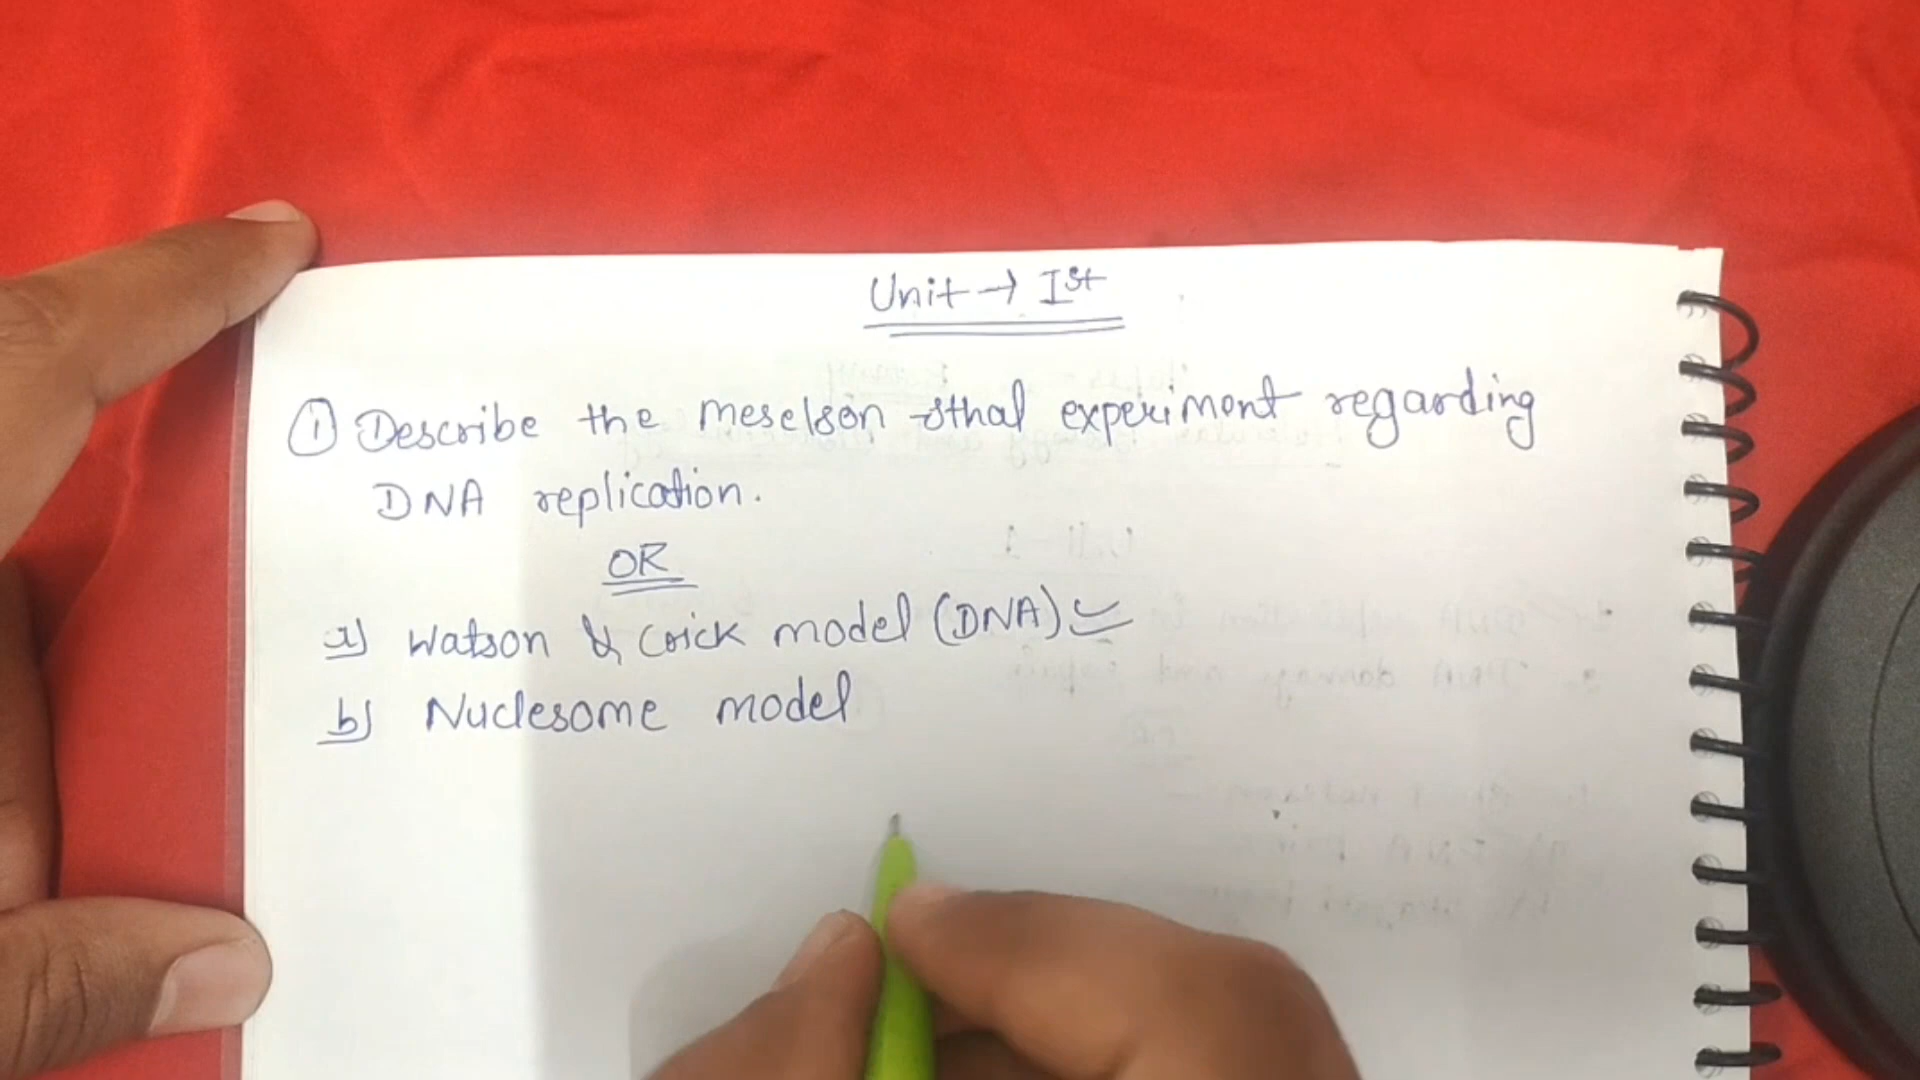 Unit → Ist
① Describe the meselson -sthal experiment regarding
DNA replication.
OR
a) Watson & Crick model (DNA)
b) Nuclesome model